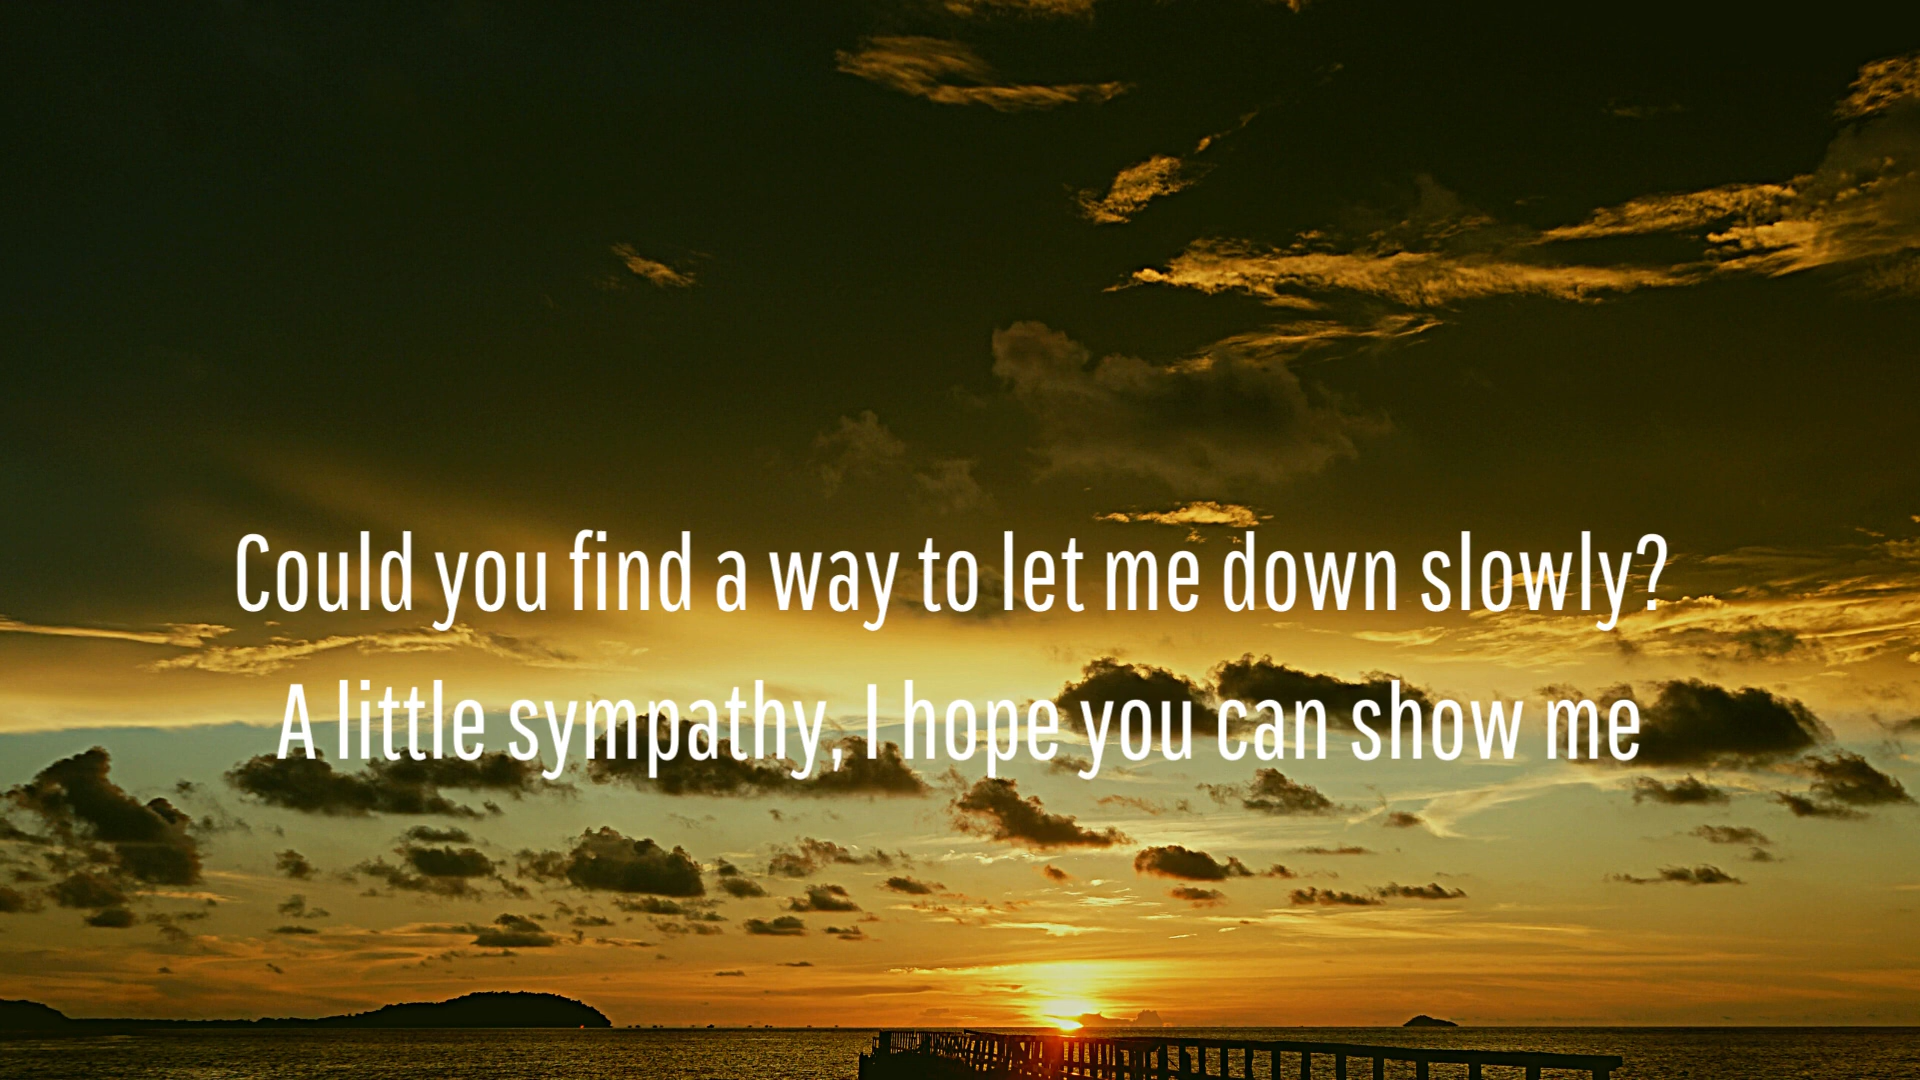 Could you find a way to let me down slowly?
A little sympathy, I hope you can show me